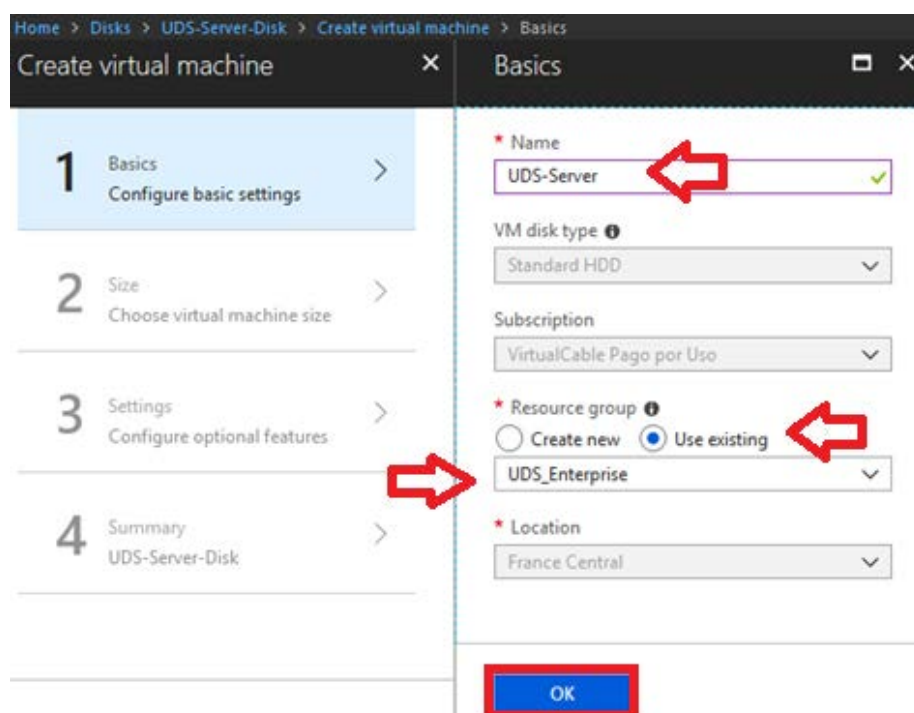 Home > Disks > UDS-Server-Disk > Create virtual machine > Basics
Create virtual machine
1
Basics
Configure basic settings
2
Size
Choose virtual machine size
3
Settings
Configure optional features
4
Summary
UDS-Server-Disk
Basics
* Name
UDS-Server
VM disk type
Standard HDD
Subscription
VirtualCable Pago por Uso
* Resource group
Create new Use existing
UDS_Enterprise
* Location
France Central
OK